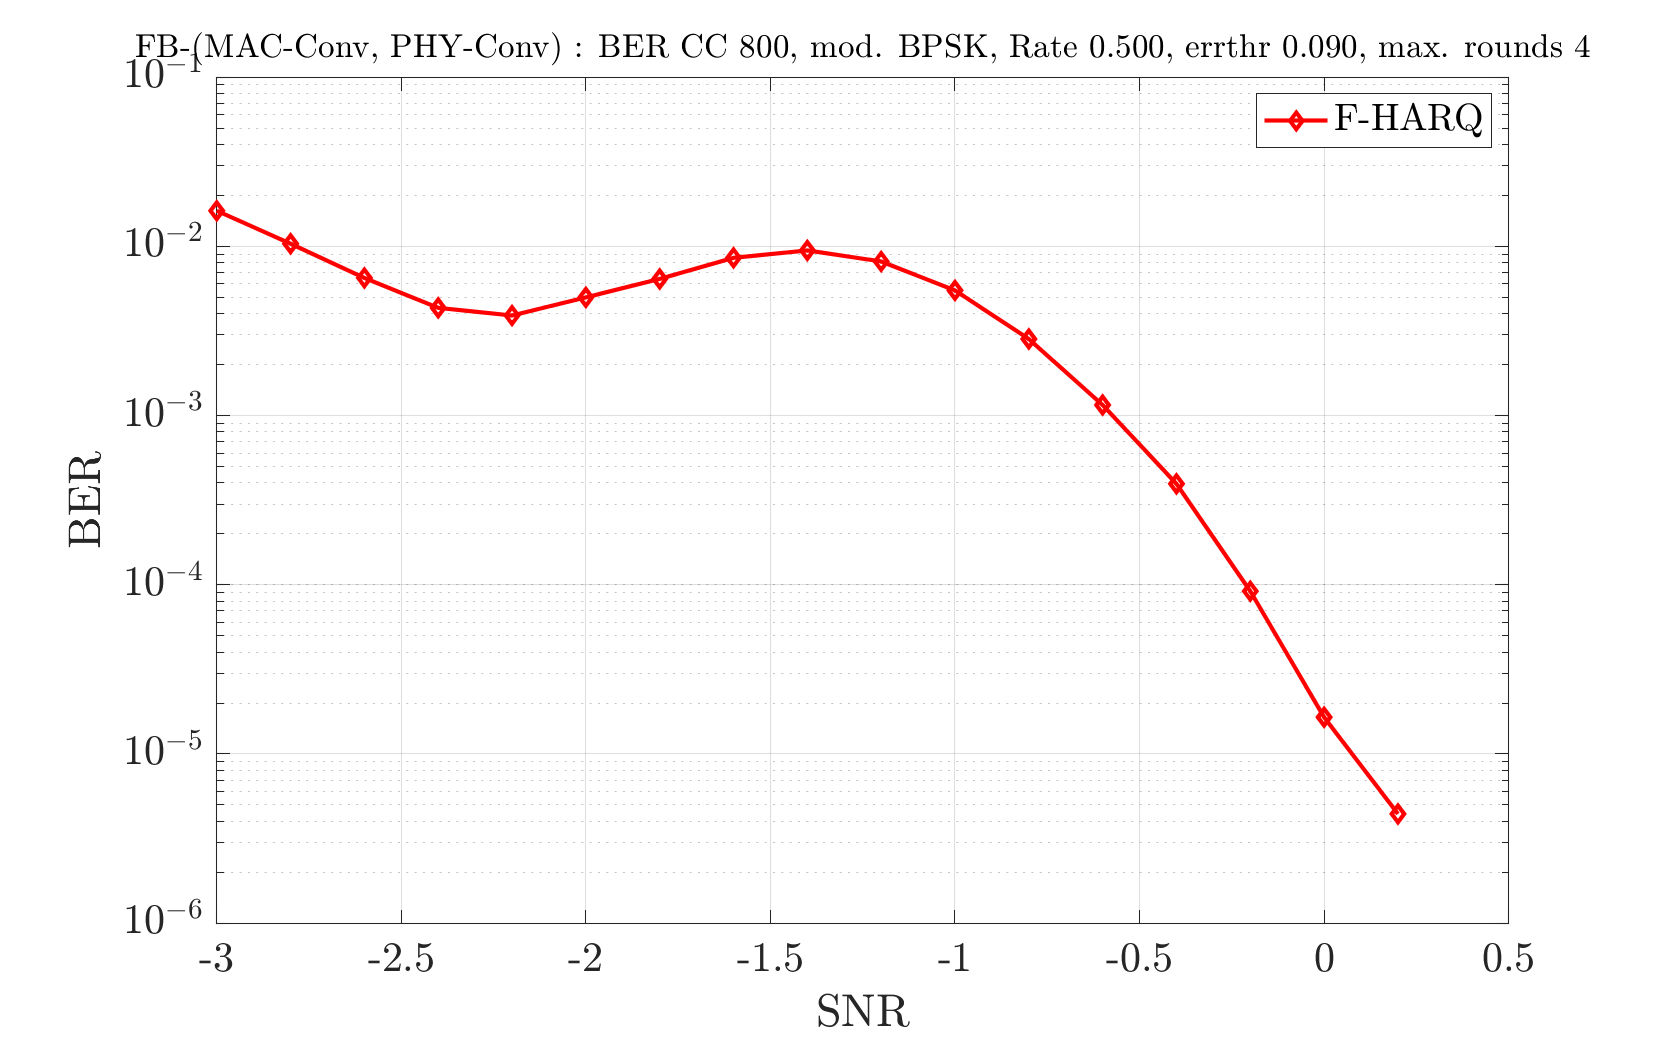 FB-(MAC-Conv, PHY-Conv) : BER CC 800, mod. BPSK, Rate 0.500, errthr 0.090, max. rounds 4
F-HARQ
10^{-1}
10^{-2}
10^{-3}
10^{-4}
10^{-5}
10^{-6}
BER
-3 -2.5 -2 -1.5 -1 -0.5 0 0.5
SNR